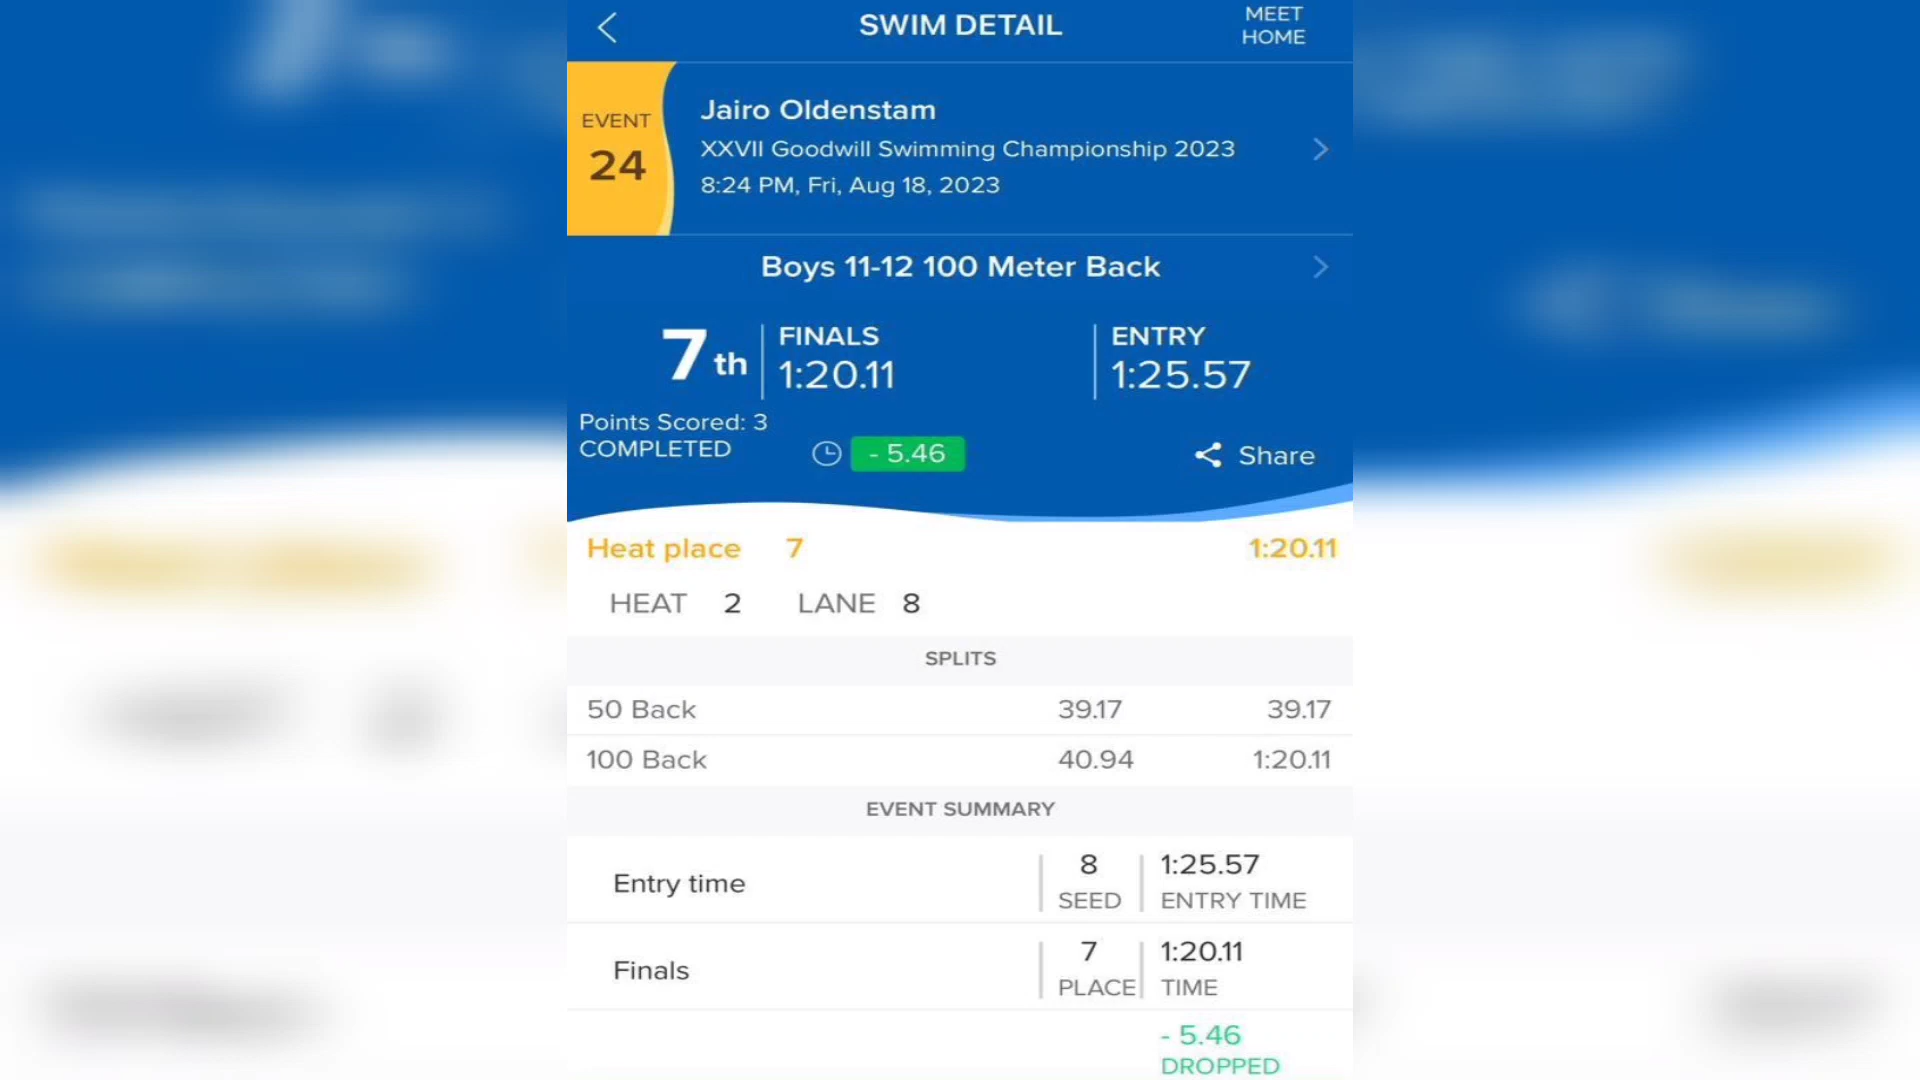 SWIM DETAIL
MEET
HOME
EVENT
24
Jairo Oldenstam
XXVII Goodwill Swimming Championship 2023
8:24 PM, Fri, Aug 18, 2023
Boys 11-12 100 Meter Back
7 th
FINALS
1:20.11
ENTRY
1:25.57
Points Scored: 3
COMPLETED
- 5.46
Share
Heat place 7 1:20.11
HEAT 2 LANE 8
SPLITS
50 Back 39.17 39.17
100 Back 40.94 1:20.11
EVENT SUMMARY
Entry time
8
SEED
1:25.57
ENTRY TIME
Finals
7
PLACE
1:20.11
TIME
- 5.46
DROPPED